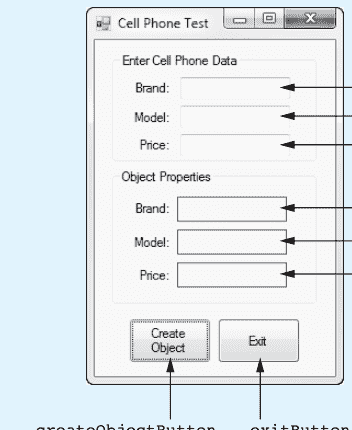 Cell Phone Test
Enter Cell Phone Data
Brand:
Model:
Price:
Object Properties
Brand:
Model:
Price:
Create
Object
Exit
createObjectButton
exitButton